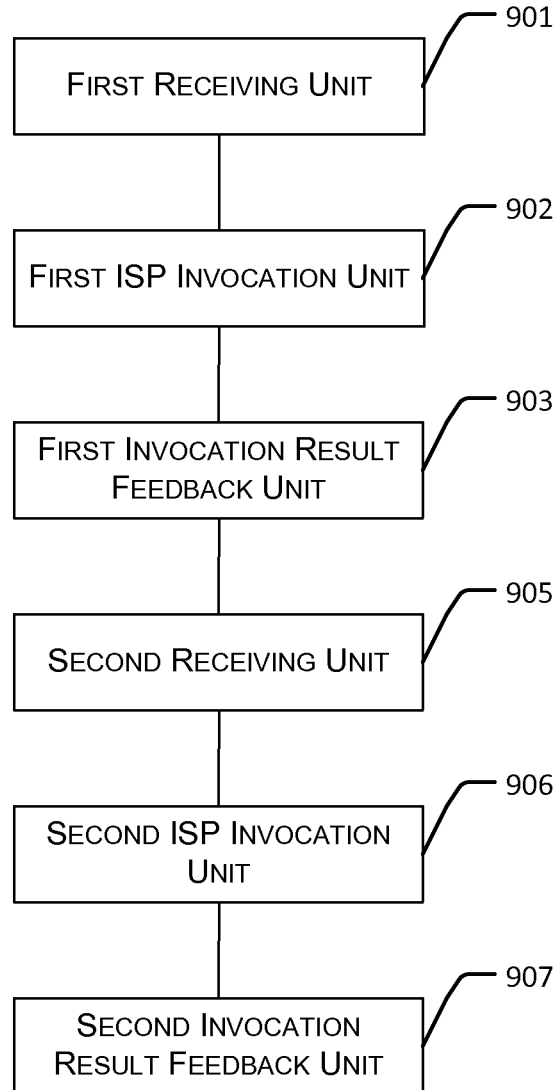 901
FIRST RECEIVING UNIT
902
FIRST ISP INVOCATION UNIT
903
FIRST INVOCATION RESULT
FEEDBACK UNIT
905
SECOND RECEIVING UNIT
906
SECOND ISP INVOCATION
UNIT
907
SECOND INVOCATION
RESULT FEEDBACK UNIT